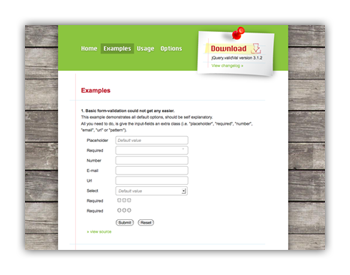 Home Examples Usage Options
Download
jQuery.validVal version 3.1.2
View changelog »
Examples
1. Basic form-validation could not get any easier.
This example demonstrates all default options, should be self explanatory.
All you need to do, is give the input-fields an extra class (i.e. "placeholder", "required", "number",
"email", "url" or "pattern").
Placeholder
Default value
Required
*
Number
E-mail
Url
Select
Default value
Required
Required
Submit Reset
+ view source